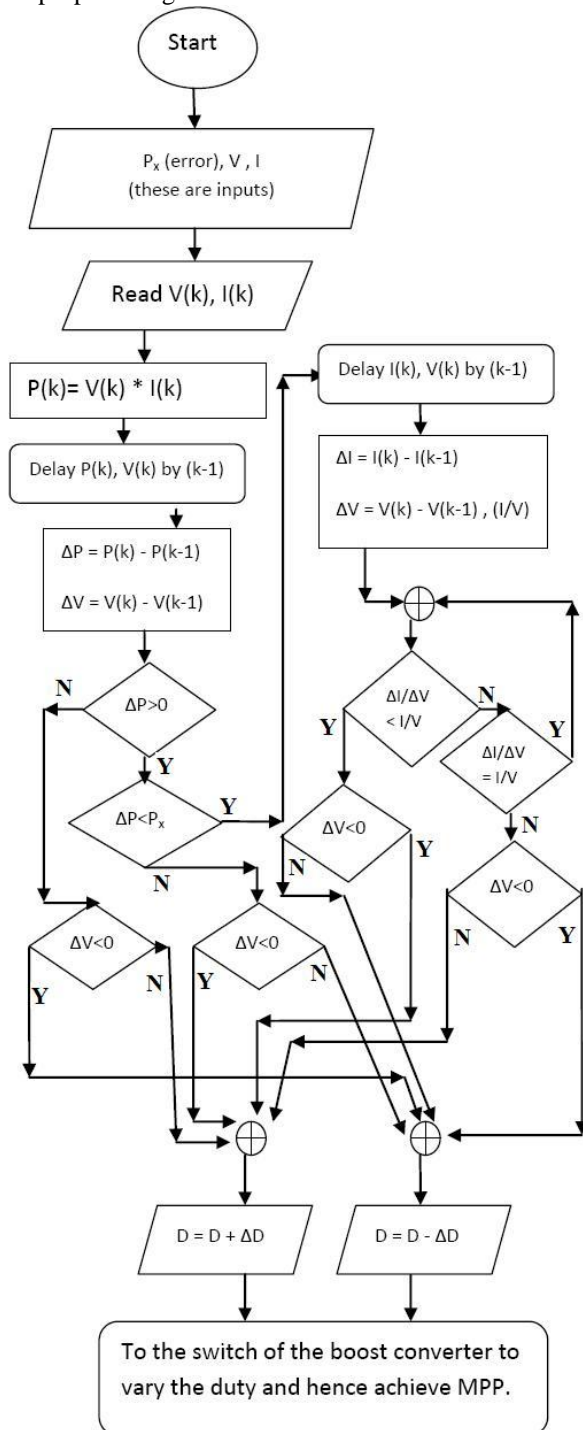 Start
Pₓ (error), V , I
(these are inputs)
Read V(k), I(k)
P(k)= V(k) * I(k)
Delay P(k), V(k) by (k-1)
ΔP = P(k) - P(k-1)
ΔV = V(k) - V(k-1)
N
ΔP>0
Y
ΔP<Pₓ
Y
N
ΔV<0
Y
N
ΔV<0
Y
N
Delay I(k), V(k) by (k-1)
ΔI = I(k) - I(k-1)
ΔV = V(k) - V(k-1) , (I/V)
ΔI/ΔV
< I/V
Y
N
ΔI/ΔV
= I/V
Y
N
ΔV<0
N
Y
ΔV<0
N
Y
D = D + ΔD
D = D - ΔD
To the switch of the boost converter to
vary the duty and hence achieve MPP.